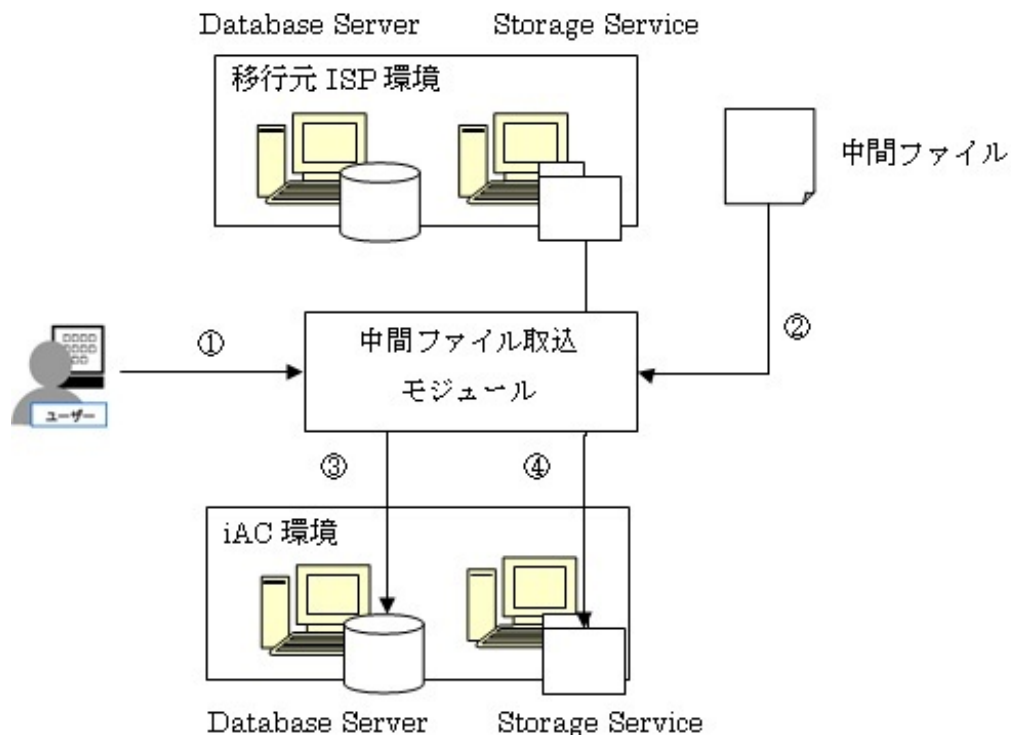 Database Server
Storage Service
移行元 ISP 環境
中間ファイル
②
①
中間ファイル取込
モジュール
ユーザー
③
④
iAC 環境
Database Server
Storage Service